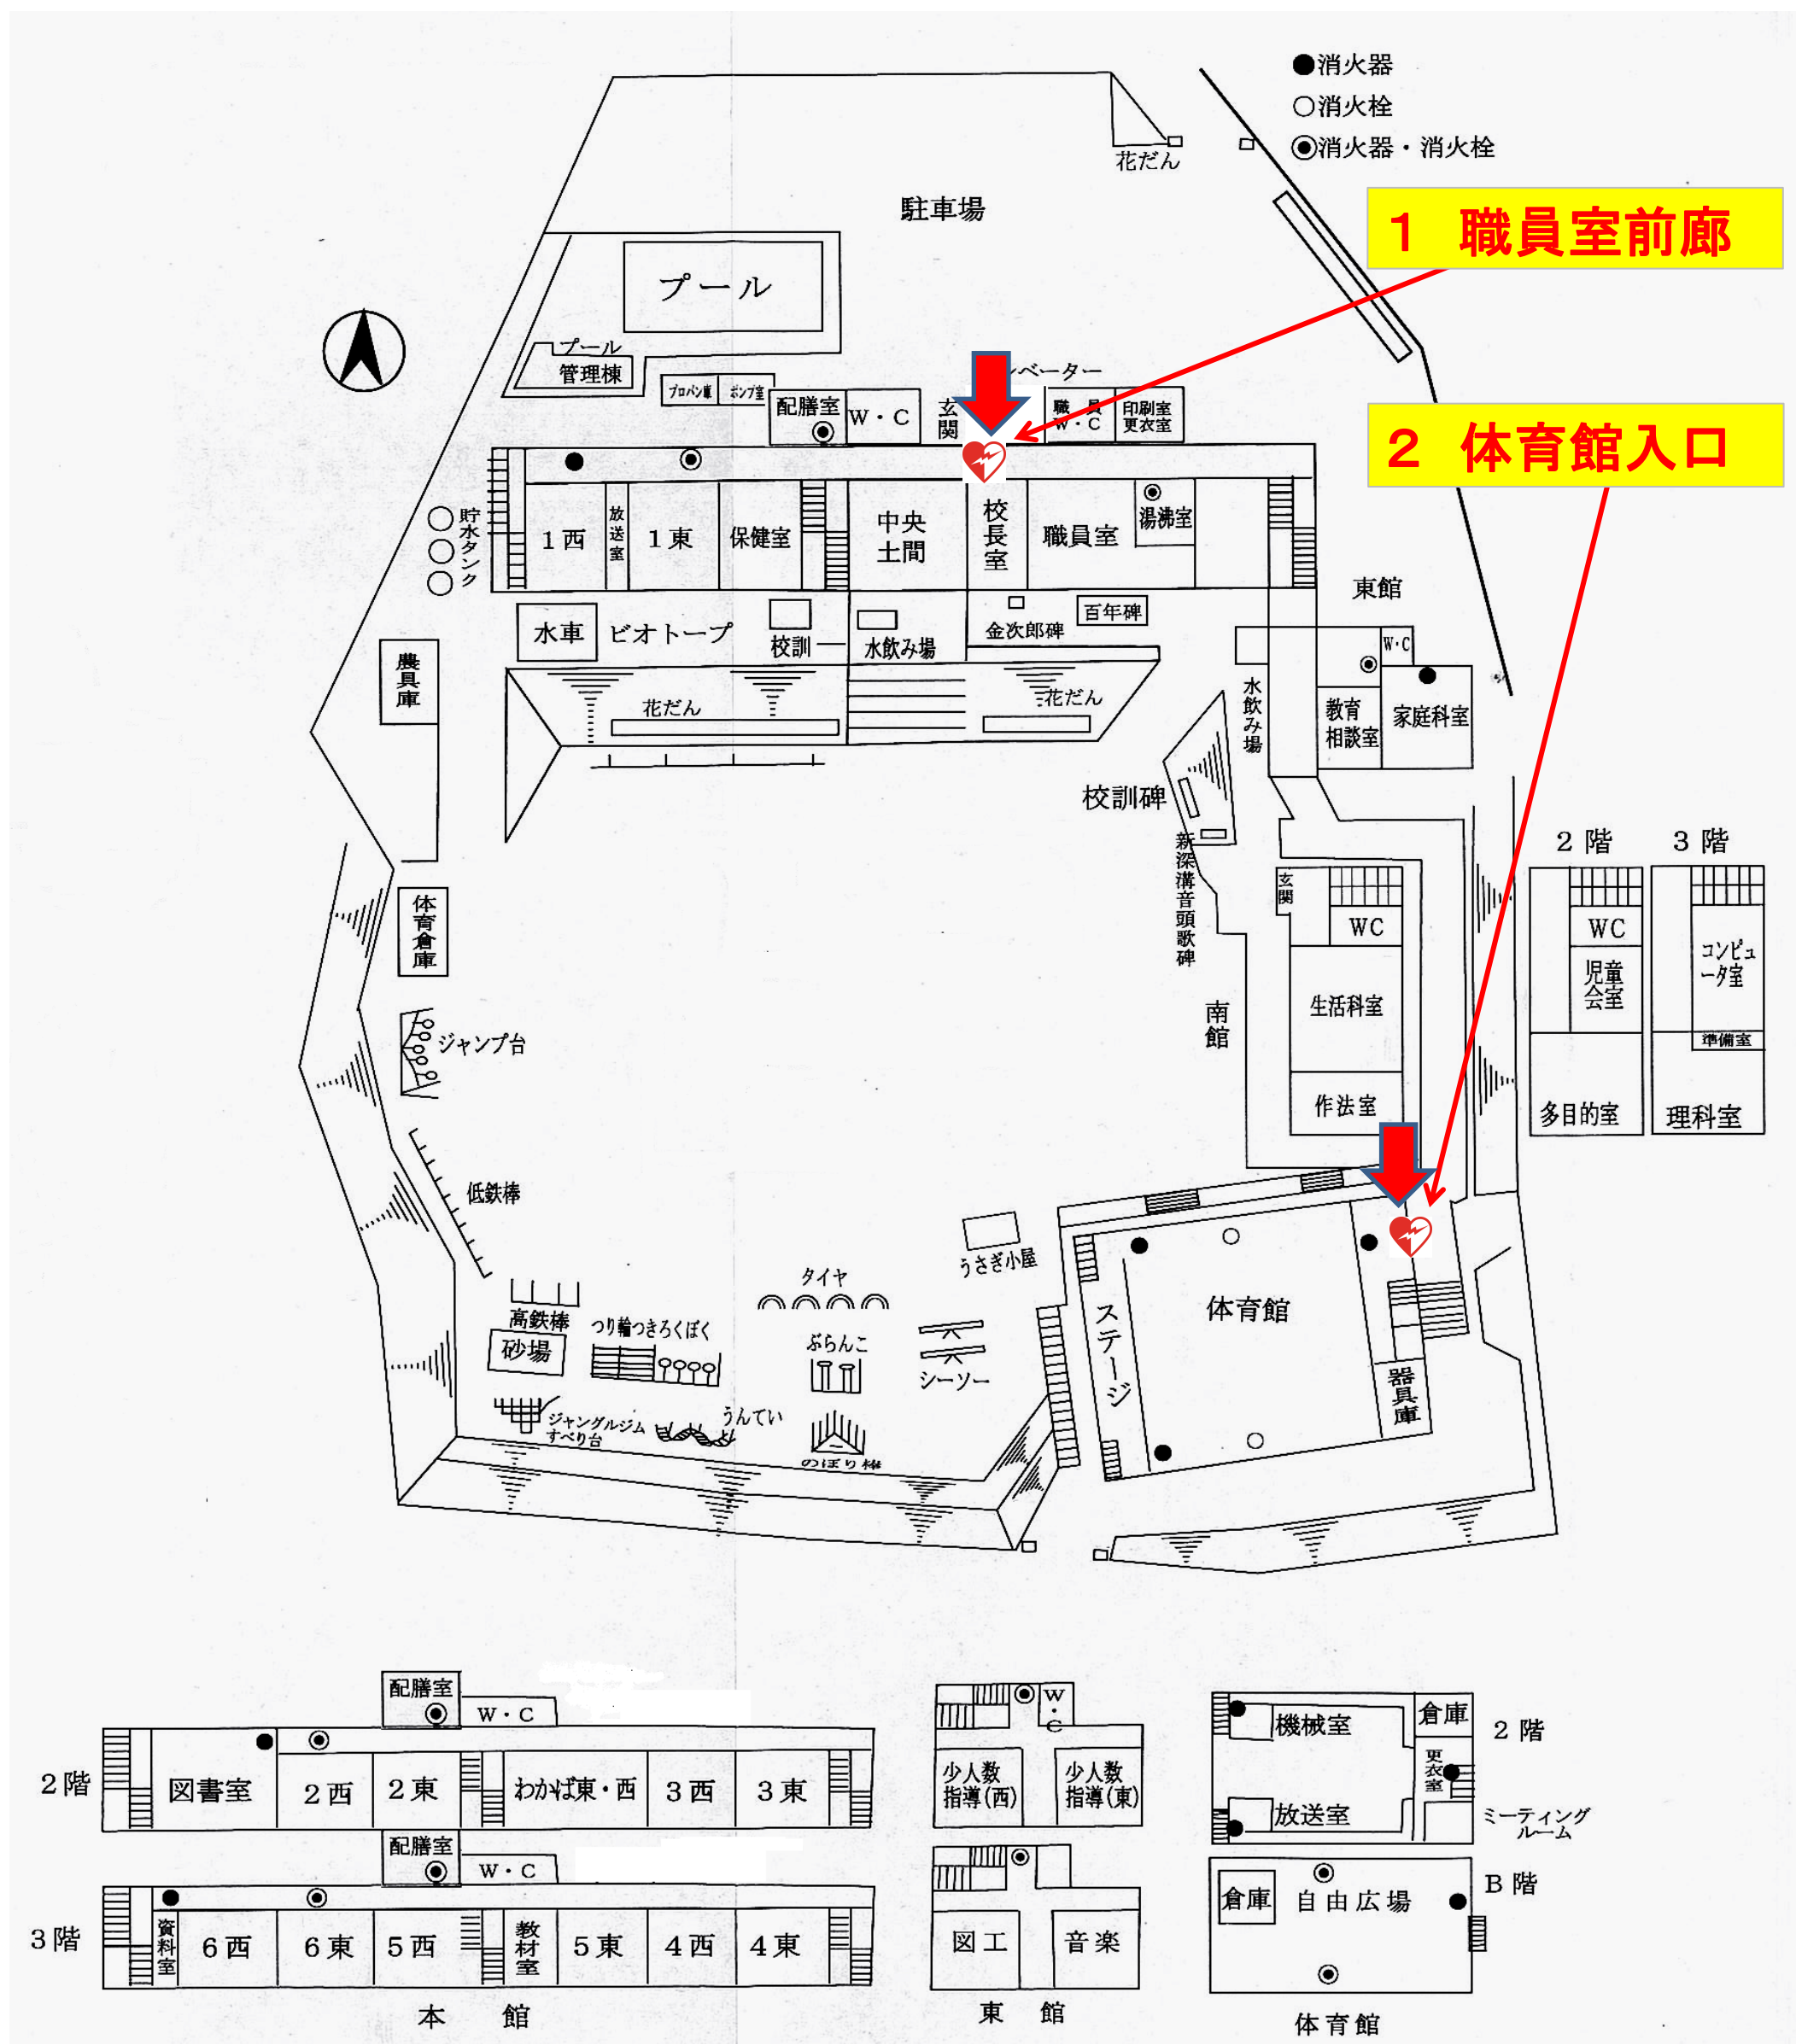 ●消火器
○消火栓
◉消火器・消火栓
花だん
駐車場
1 職員室前廊
プール
プール
管理棟
プロパン庫
ポンプ室
配膳室
W・C
玄関
ベーター
職員
W・C
印刷室
更衣室
2 体育館入口
貯水タンク
1西
放送室
1東
保健室
中央
土間
校長室
職員室
湯沸室
東館
水車
ビオトープ
校訓
水飲み場
金次郎碑
百年碑
農具庫
花だん
花だん
水飲み場
W・C
教育
相談室
家庭科室
校訓碑
新深溝音頭歌碑
2階
3階
体育倉庫
玄関
WC
WC
児童
会室
コンピュ
ータ室
準備室
生活科室
南館
ジャンプ台
作法室
多目的室
理科室
低鉄棒
うさぎ小屋
タイヤ
高鉄棒
砂場
つり輪つきろくぼく
ぶらんこ
シーソー
ステージ
体育館
器具庫
ジャングルジム
すべり台
うんてい
のぼり棒
配膳室
W・C
2階
図書室
2西
2東
わかば東・西
3西
3東
W・C
少人数
指導(西)
少人数
指導(東)
機械室
倉庫
2階
更衣室
放送室
ミーティング
ルーム
配膳室
W・C
3階
資料室
6西
6東
5西
教材室
5東
4西
4東
図工
音楽
倉庫
自由広場
B階
本館
東館
体育館